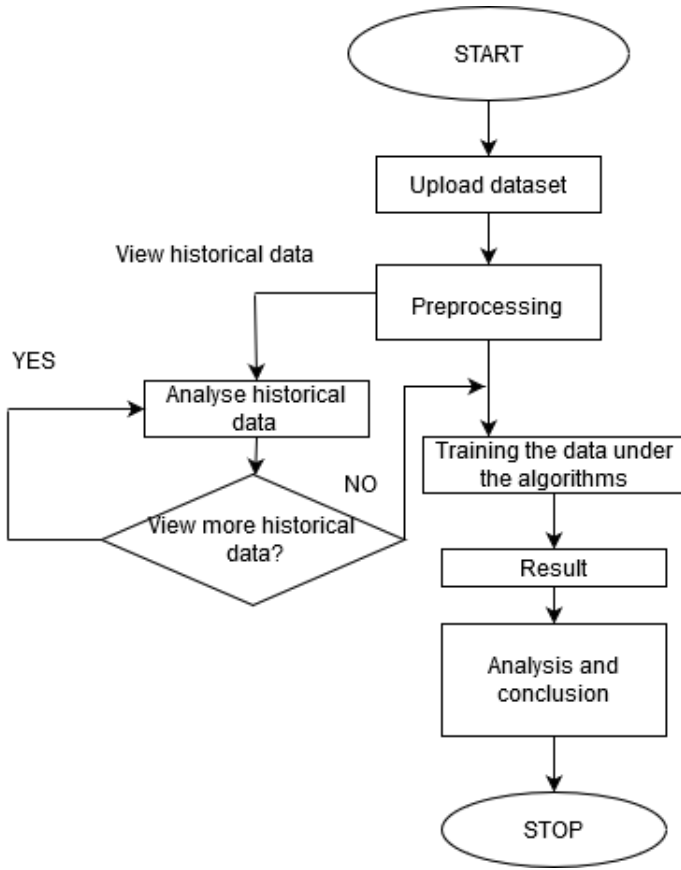 START
Upload dataset
View historical data
Preprocessing
YES
Analyse historical
data
Training the data under
the algorithms
NO
View more historical
data?
Result
Analysis and
conclusion
STOP